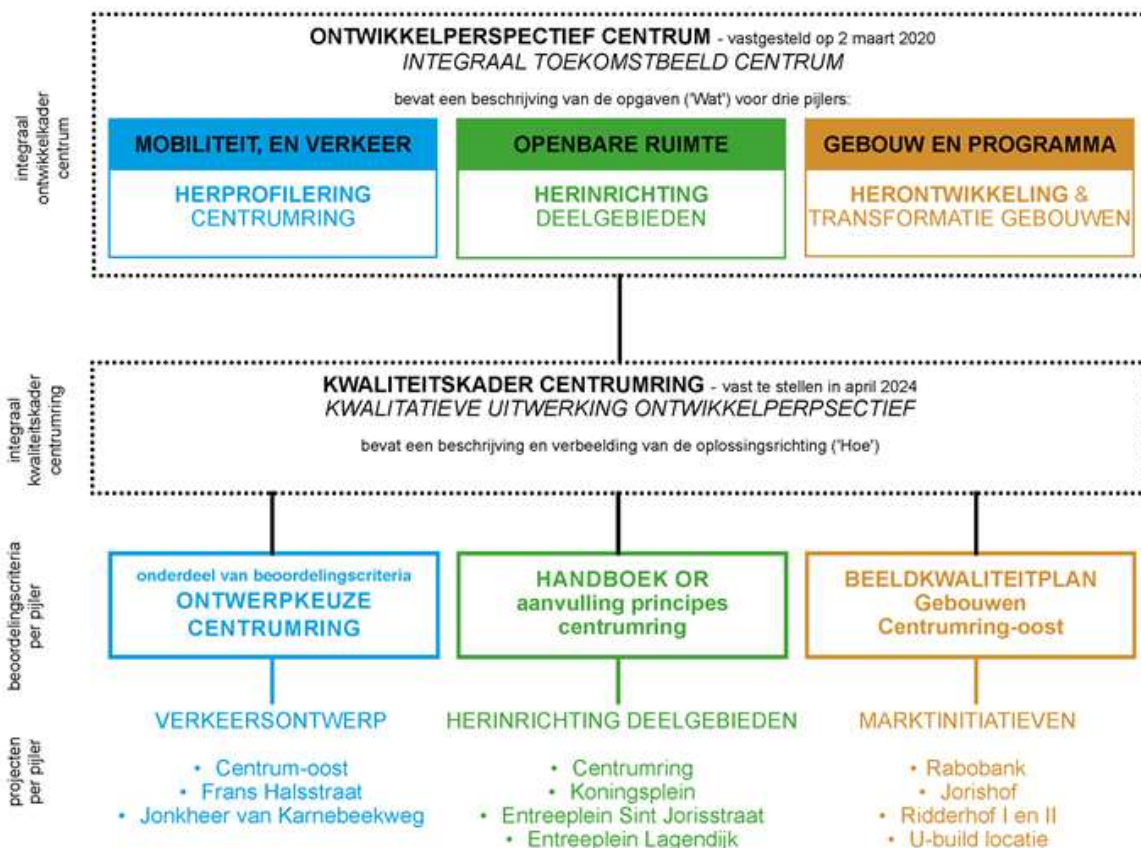 integraal
ontwikkelkader
centrum
ONTWIKKELPERSPECTIEF CENTRUM - vastgesteld op 2 maart 2020
INTEGRAAL TOEKOMSTBEELD CENTRUM
bevat een beschrijving van de opgaven ('Wat') voor drie pijlers:
MOBILITEIT, EN VERKEER
HERPROFILERING
CENTRUMRING
OPENBARE RUIMTE
HERINRICHTING
DEELGEBIEDEN
GEBOUW EN PROGRAMMA
HERONTWIKKELING &
TRANSFORMATIE GEBOUWEN
integraal
kwaliteitskader
centrumring
KWALITEITSKADER CENTRUMRING - vast te stellen in april 2024
KWALITATIEVE UITWERKING ONTWIKKELPERPSECTIEF
bevat een beschrijving en verbeelding van de oplossingsrichting ('Hoe')
beoordelingscriteria
per pijler
onderdeel van beoordelingscriteria
ONTWERPKEUZE
CENTRUMRING
HANDBOEK OR
aanvulling principes
centrumring
BEELDKWALITEITPLAN
Gebouwen
Centrumring-oost
projecten
per pijler
VERKEERSONTWERP
• Centrum-oost
• Frans Halsstraat
• Jonkheer van Karnebeekweg
HERINRICHTING DEELGEBIEDEN
• Centrumring
• Koningsplein
• Entreeplein Sint Jorisstraat
• Entreeplein Lagendijk
MARKTINITIATIEVEN
• Rabobank
• Jorishof
• Ridderhof I en II
• U-build locatie